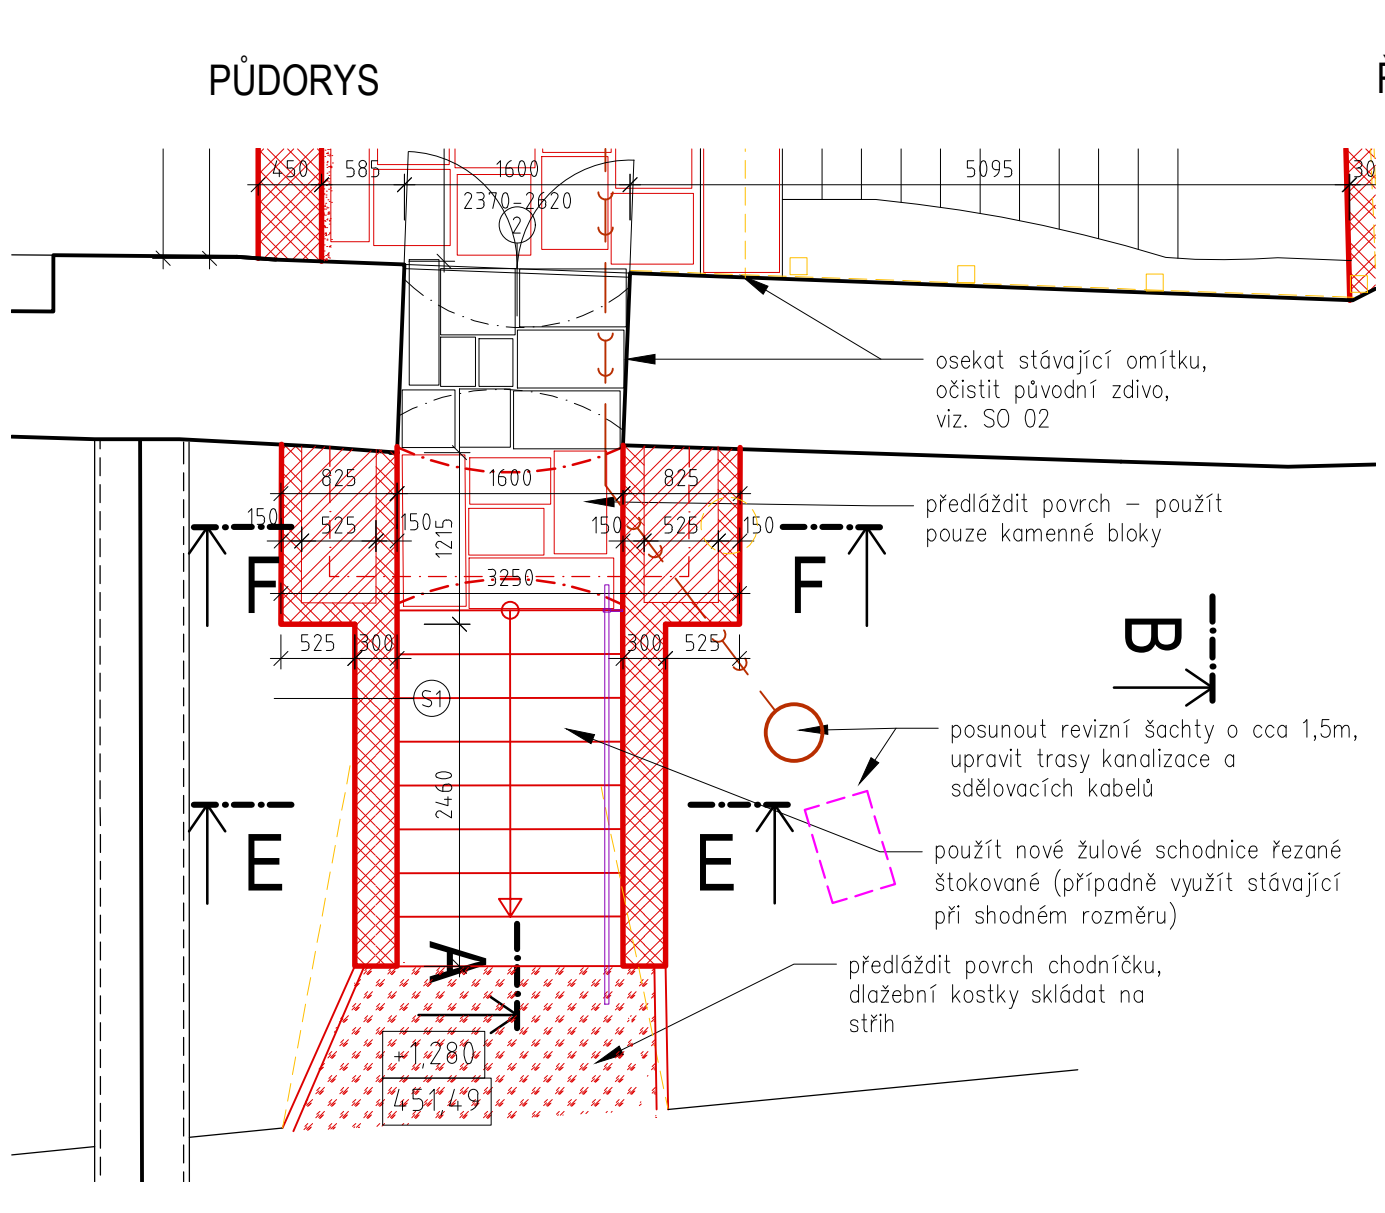 PŮDORYS
450
585
1600
5095
30
2370-2620
2
osekat stávající omítku,
očistit původní zdivo,
viz. SO 02
825
1600
825
předláždit povrch – použít
pouze kamenné bloky
150
525
150
1215
150
525
150
F
F
3250
B
525
300
300
525
S1
posunout revizní šachty o cca 1,5m,
upravit trasy kanalizace a
sdělovacích kabelů
2460
E
E
použít nové žulové schodnice řezané
štokované (případně využít stávající
při shodném rozměru)
A
předláždit povrch chodníčku,
dlažební kostky skládat na
střih
+1,280
451,49